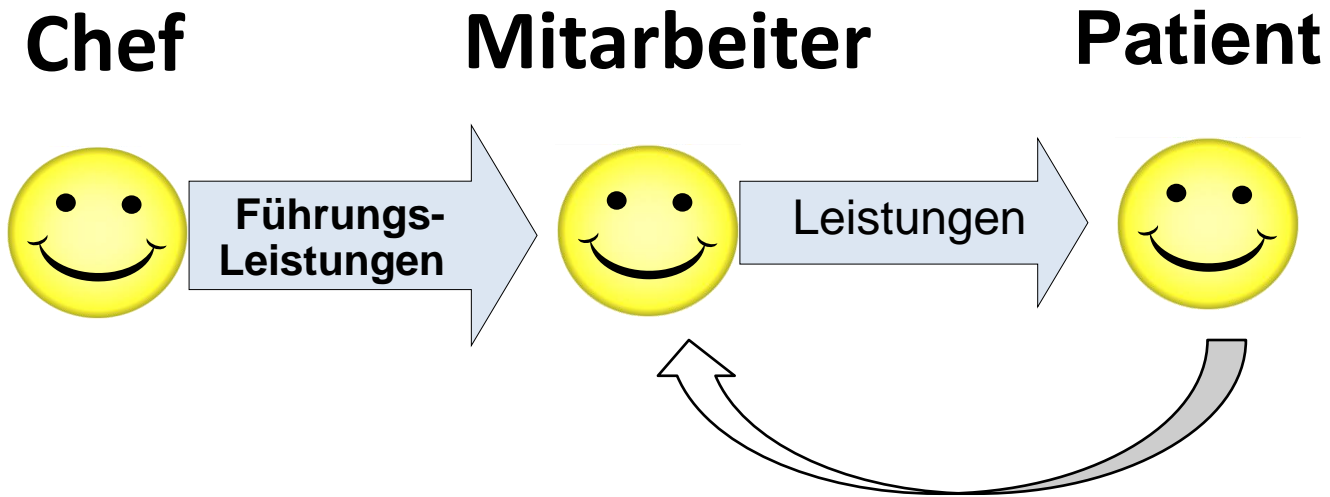 Chef
Mitarbeiter
Patient
Führungs-
Leistungen
Leistungen